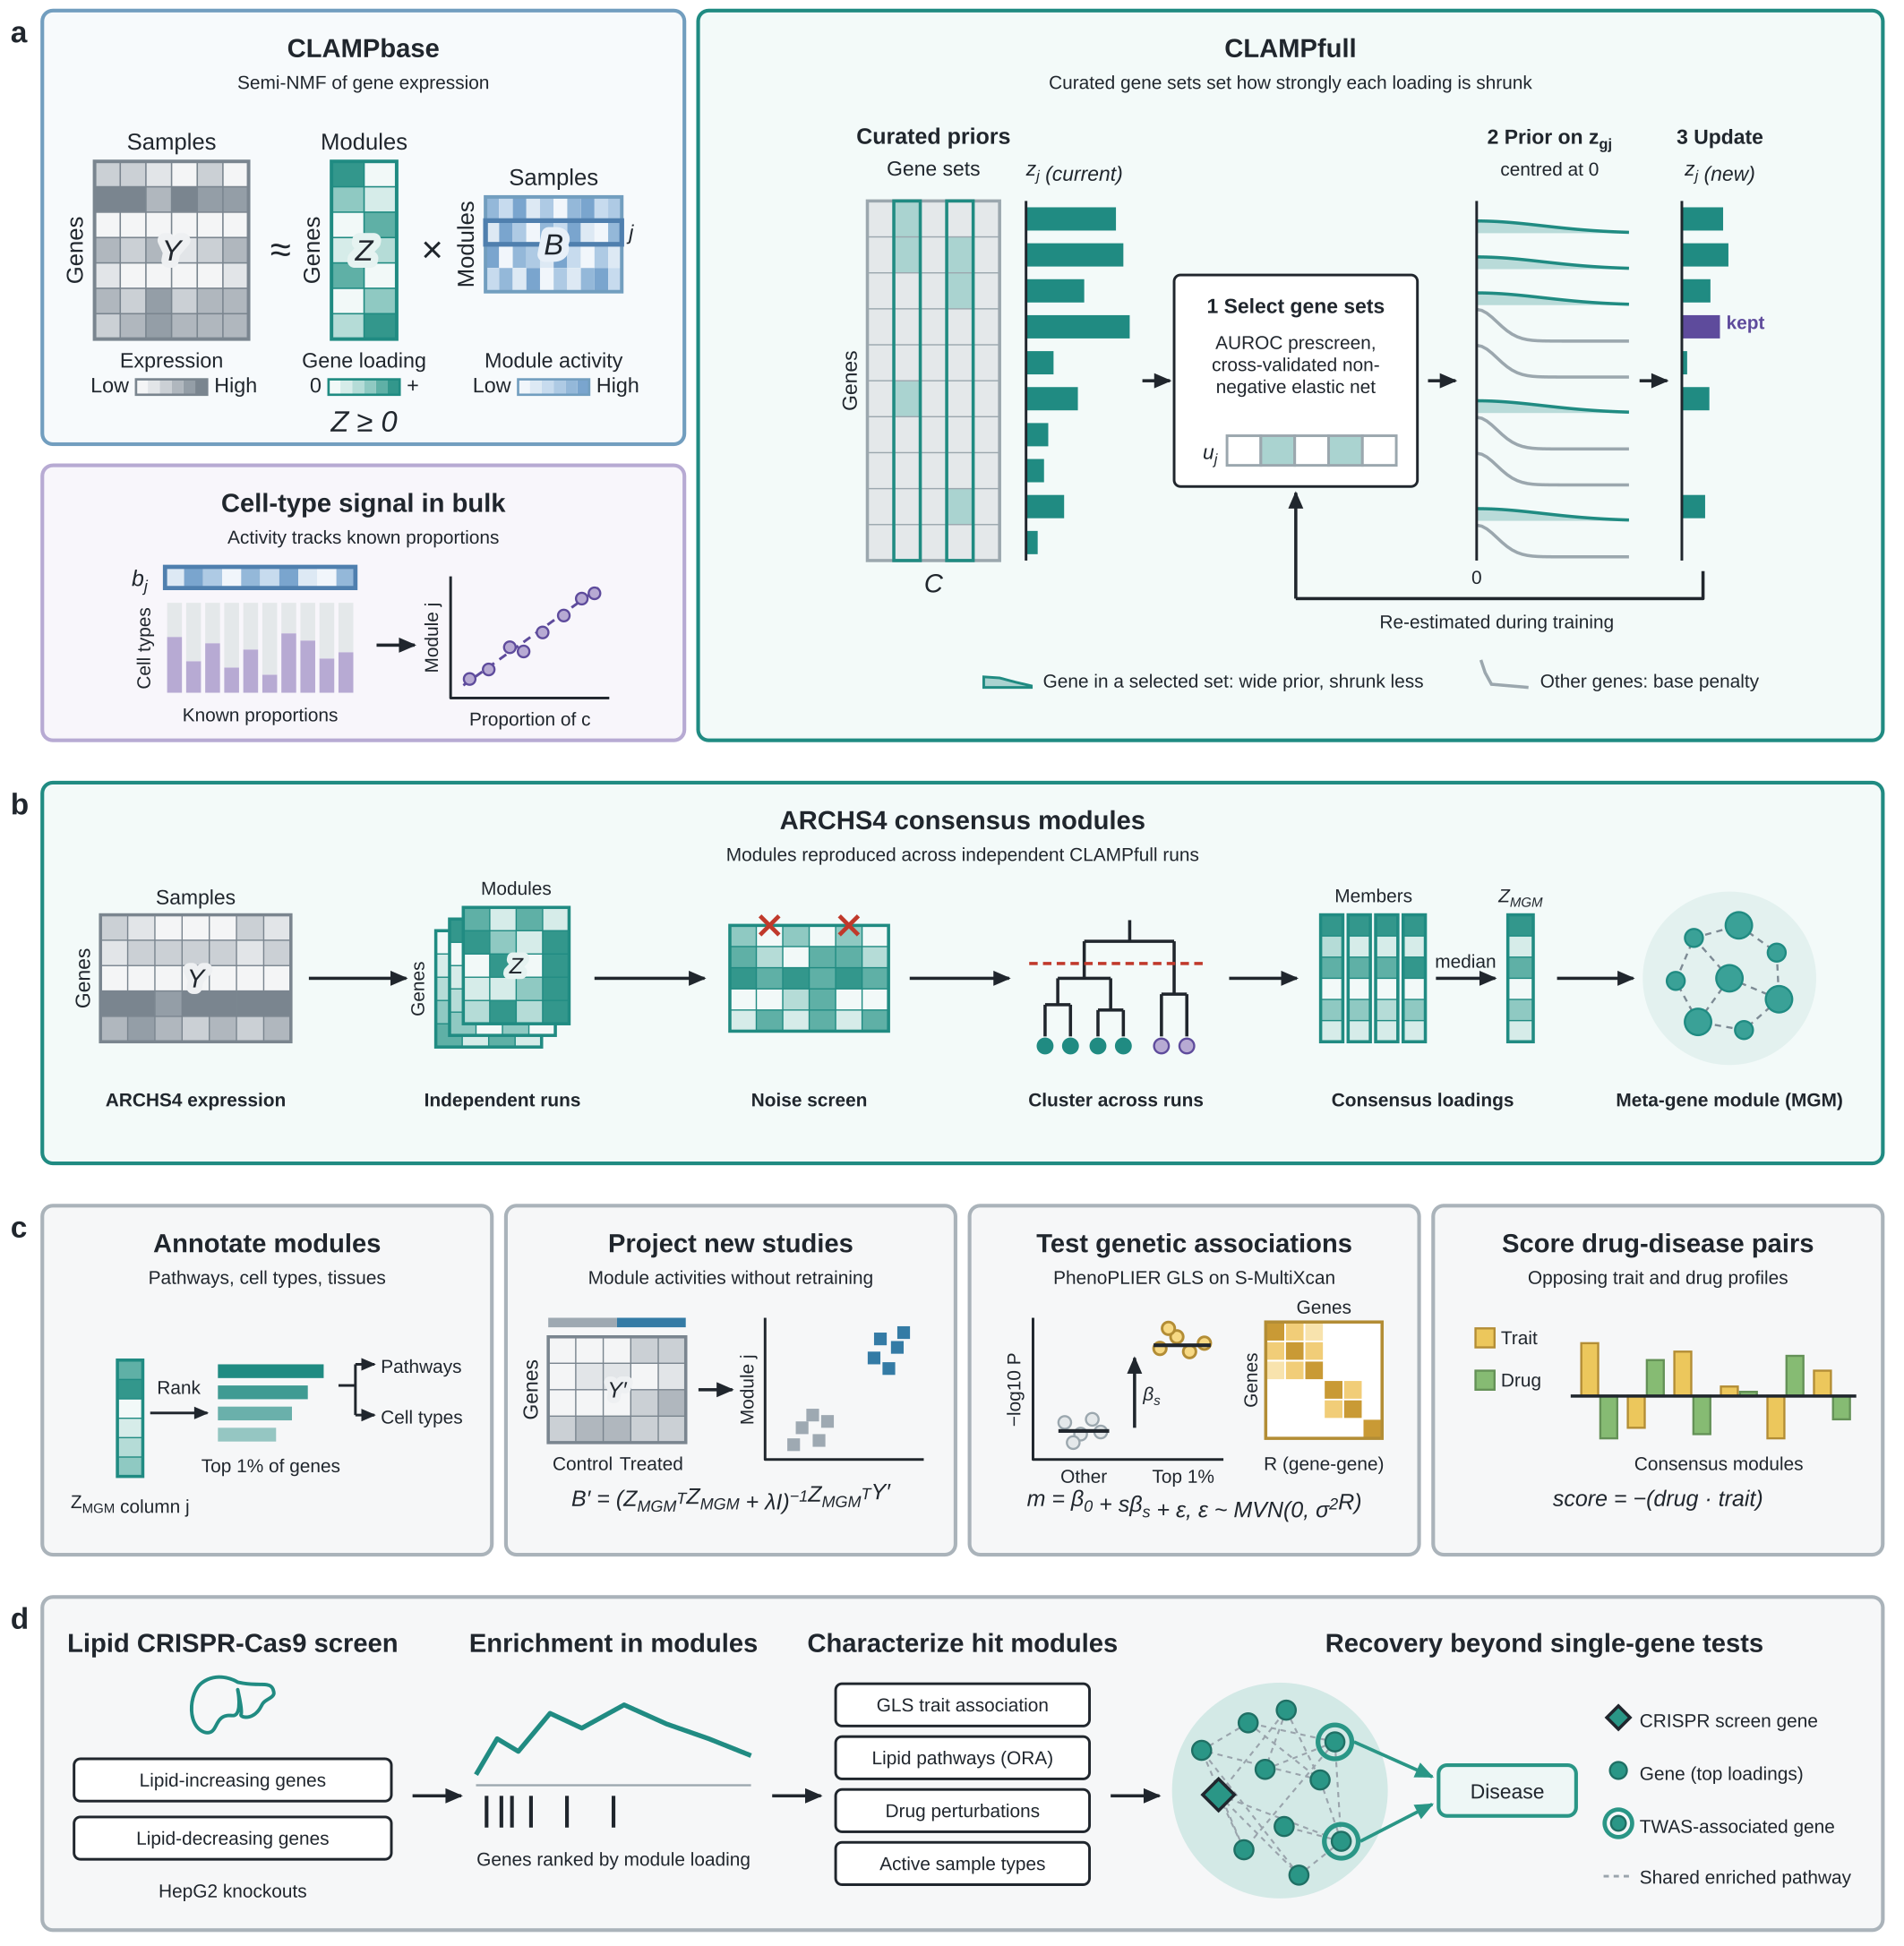 a
CLAMPbase
Semi-NMF of gene expression
Samples
Modules
Samples
Genes
Y
≈
Genes
Z
×
Modules
B
j
Expression
Low High
Gene loading
0 +
Module activity
Low High
Z ≥ 0
Cell-type signal in bulk
Activity tracks known proportions
bj
Cell types
Known proportions
Module j
Proportion of c
CLAMPfull
Curated gene sets set how strongly each loading is shrunk
Curated priors
Gene sets
zj (current)
Genes
C
1 Select gene sets
AUROC prescreen,
cross-validated non-
negative elastic net
uj
2 Prior on zgj
centred at 0
0
3 Update
zj (new)
kept
Re-estimated during training
Gene in a selected set: wide prior, shrunk less
Other genes: base penalty
b
ARCHS4 consensus modules
Modules reproduced across independent CLAMPfull runs
Samples
Genes
Y
ARCHS4 expression
Modules
Genes
Z
Independent runs
Noise screen
Cluster across runs
Members
median
ZMGM
Consensus loadings
Meta-gene module (MGM)
c
Annotate modules
Pathways, cell types, tissues
Rank
Pathways
Cell types
Top 1% of genes
ZMGM column j
Project new studies
Module activities without retraining
Genes
Y′
Control Treated
Module j
B′ = (ZMGMᵀZMGM + λI)⁻¹ZMGMᵀY′
Test genetic associations
PhenoPLIER GLS on S-MultiXcan
−log10 P
βs
Other
Top 1%
Genes
Genes
R (gene-gene)
m = β0 + sβs + ε, ε ~ MVN(0, σ²R)
Score drug-disease pairs
Opposing trait and drug profiles
Trait
Drug
Consensus modules
score = −(drug · trait)
d
Lipid CRISPR-Cas9 screen
Lipid-increasing genes
Lipid-decreasing genes
HepG2 knockouts
Enrichment in modules
Genes ranked by module loading
Characterize hit modules
GLS trait association
Lipid pathways (ORA)
Drug perturbations
Active sample types
Recovery beyond single-gene tests
Disease
CRISPR screen gene
Gene (top loadings)
TWAS-associated gene
Shared enriched pathway